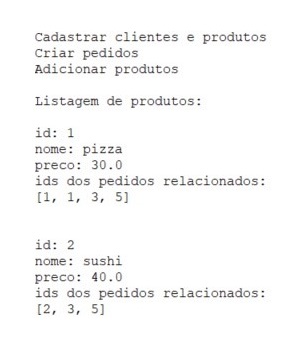 Cadastrar clientes e produtos
Criar pedidos
Adicionar produtos
Listagem de produtos:
id: 1
nome: pizza
preco: 30.0
ids dos pedidos relacionados:
[1, 1, 3, 5]
id: 2
nome: sushi
preco: 40.0
ids dos pedidos relacionados:
[2, 3, 5]